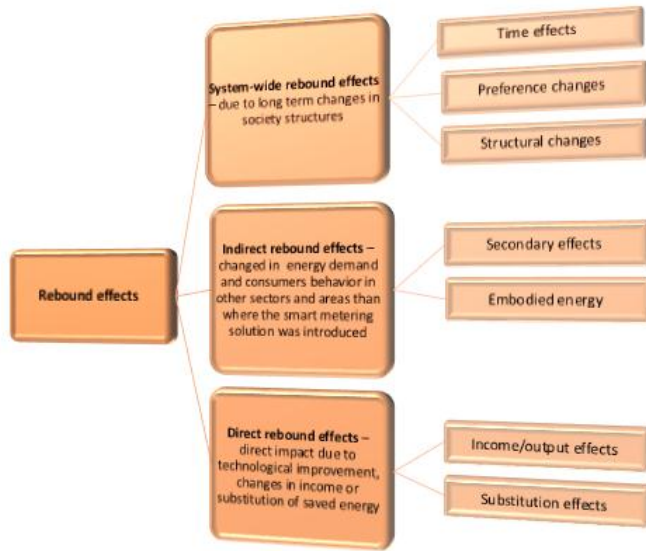 Rebound effects
System-wide rebound effects
– due to long term changes in
society structures
Time effects
Preference changes
Structural changes
Indirect rebound effects –
changed in energy demand
and consumers behavior in
other sectors and areas than
where the smart metering
solution was introduced
Secondary effects
Embodied energy
Direct rebound effects –
direct impact due to
technological improvement,
changes in income or
substitution of saved energy
Income/output effects
Substitution effects